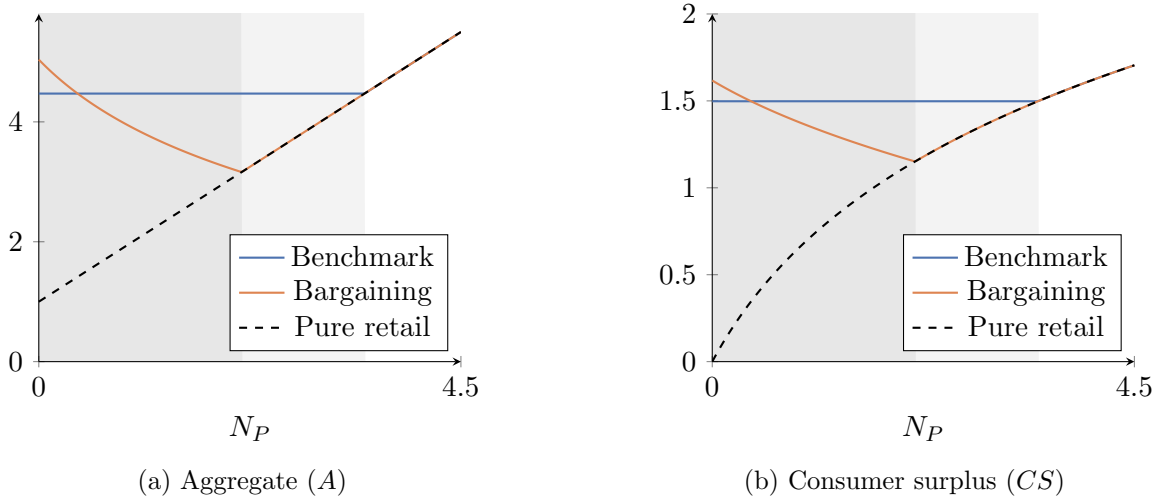 4
2
0
0
4.5
N_P
Benchmark
Bargaining
Pure retail
(a) Aggregate (A)
2
1.5
1
0.5
0
0
4.5
N_P
Benchmark
Bargaining
Pure retail
(b) Consumer surplus (CS)